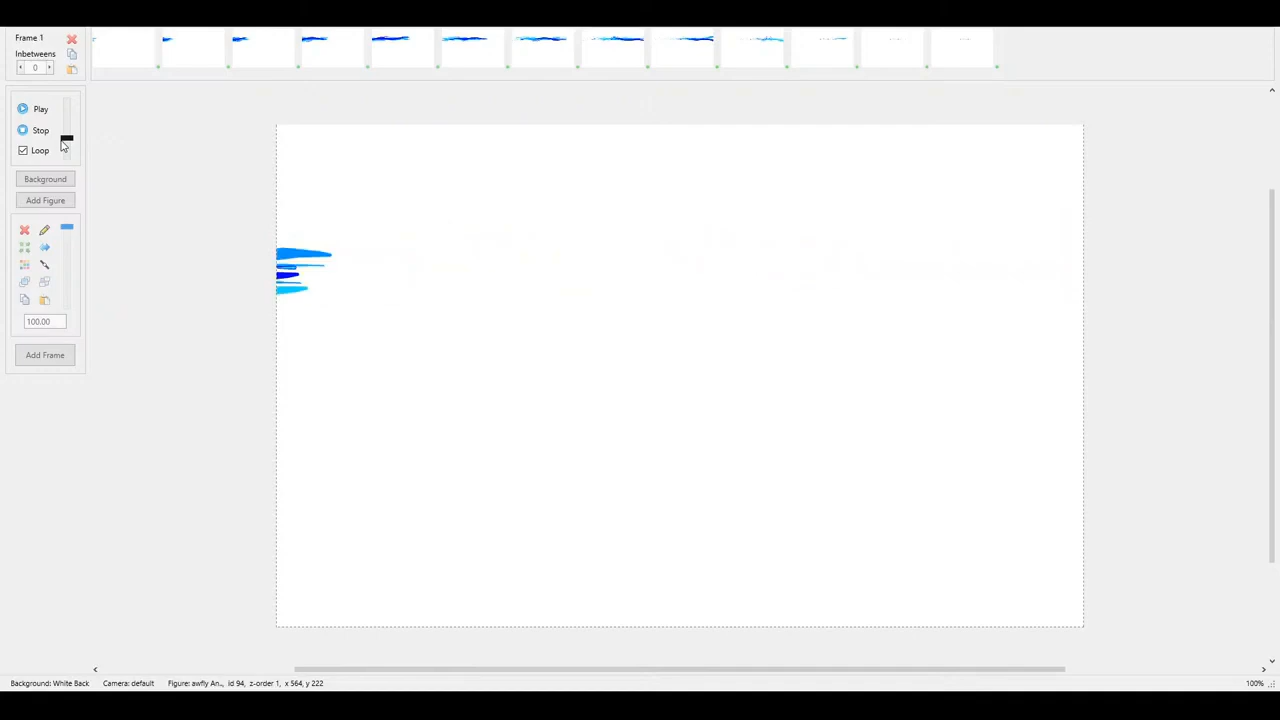 Frame 1
Inbetweens
0
Play
Stop
Loop
Background
Add Figure
100.00
Add Frame
Background: White Back Camera: default Figure: awfly An.., id 94, z-order 1, x 564, y 222 100%